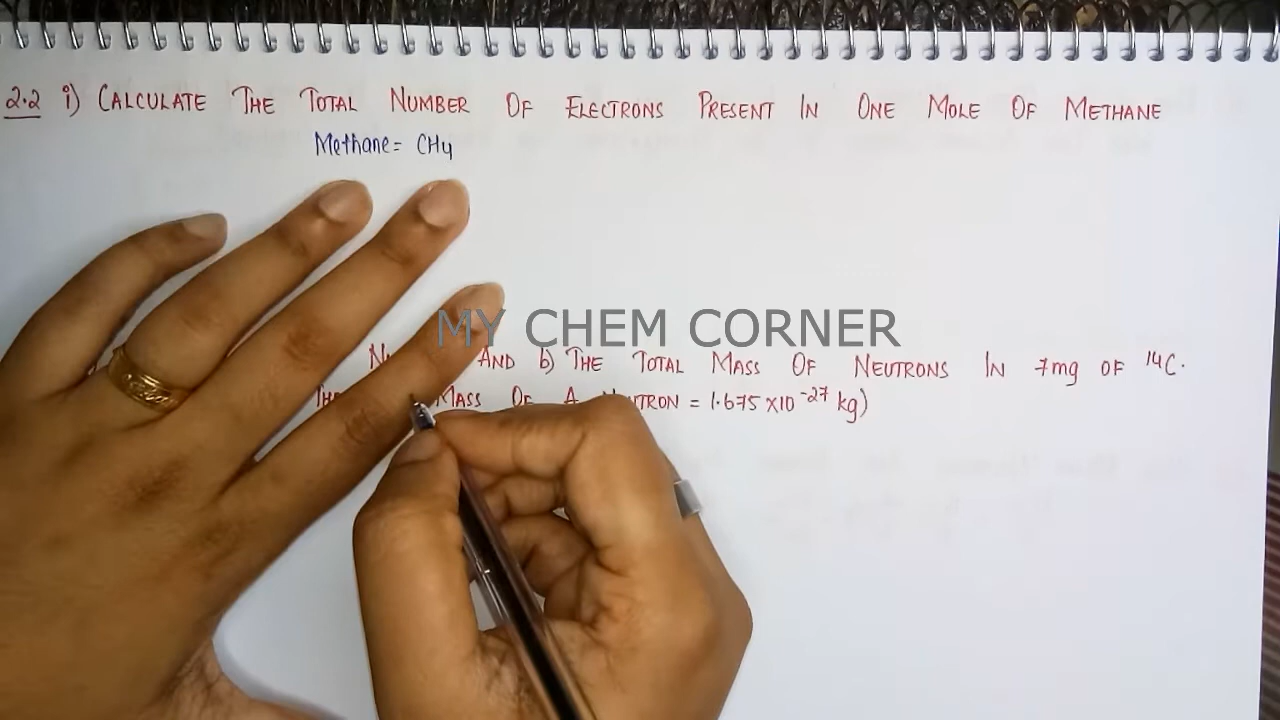 2.2 i) CALCULATE THE TOTAL NUMBER OF ELECTRONS PRESENT IN ONE MOLE OF METHANE
Methane= CH4
MY CHEM CORNER
AND b) THE TOTAL MASS OF NEUTRONS IN 7mg OF ¹⁴C.
MASS OF A = 1.675 ×10⁻²⁷ kg)